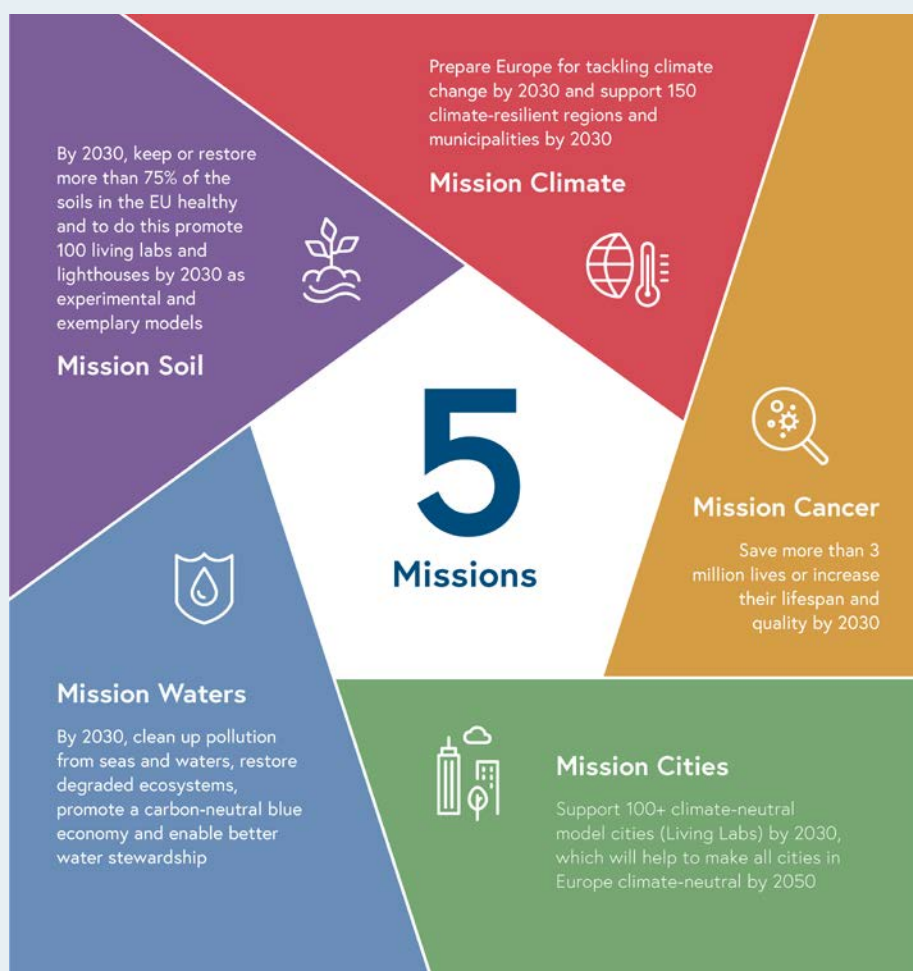 Prepare Europe for tackling climate
change by 2030 and support 150
climate-resilient regions and
municipalities by 2030
Mission Climate
By 2030, keep or restore
more than 75% of the
soils in the EU healthy
and to do this promote
100 living labs and
lighthouses by 2030 as
experimental and
exemplary models
Mission Soil
5
Missions
Mission Cancer
Save more than 3
million lives or increase
their lifespan and
quality by 2030
Mission Waters
By 2030, clean up pollution
from seas and waters, restore
degraded ecosystems,
promote a carbon-neutral blue
economy and enable better
water stewardship
Mission Cities
Support 100+ climate-neutral
model cities (Living Labs) by 2030,
which will help to make all cities in
Europe climate-neutral by 2050